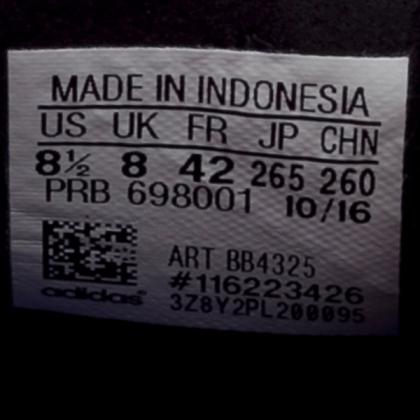 MADE IN INDONESIA
US UK FR JP CHN
8½ 8 42 265 260
PRB 698001 10/16
ART BB4325
#116223426
3Z8Y2PL200095
adidas®